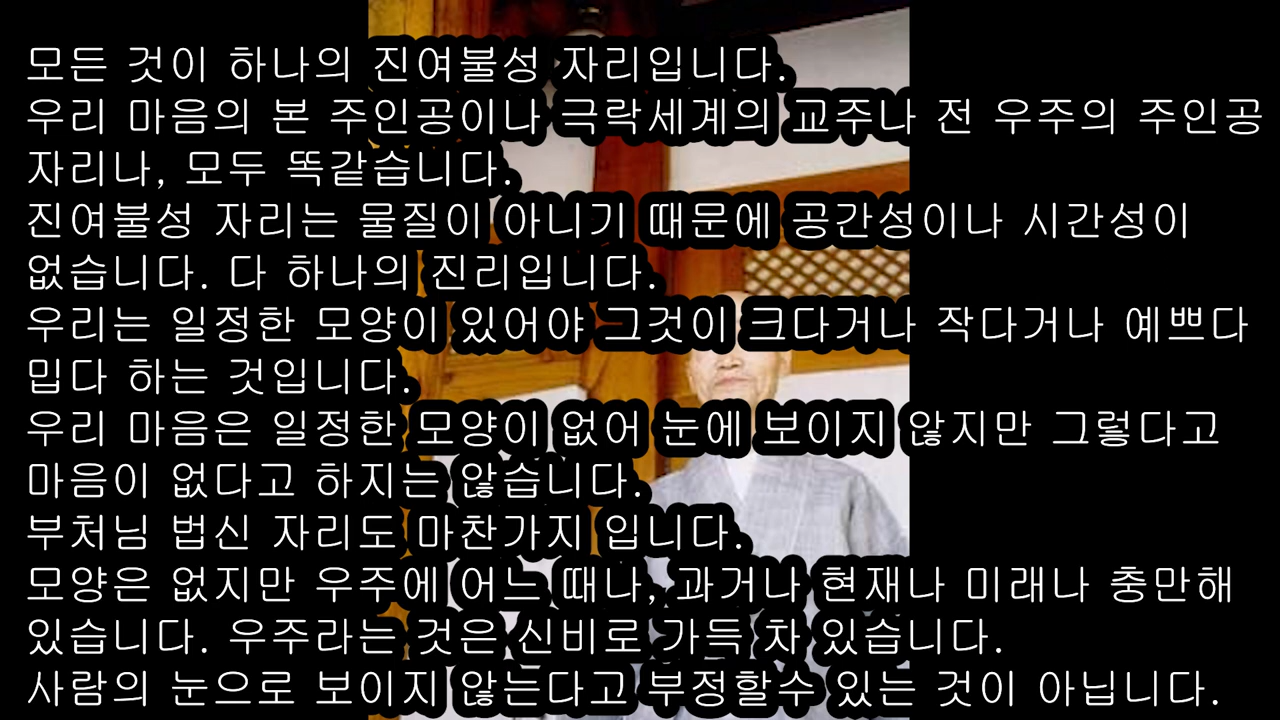 모든 것이 하나의 진여불성 자리입니다.
우리 마음의 본 주인공이나 극락세계의 교주나 전 우주의 주인공
자리나, 모두 똑같습니다.
진여불성 자리는 물질이 아니기 때문에 공간성이나 시간성이
없습니다. 다 하나의 진리입니다.
우리는 일정한 모양이 있어야 그것이 크다거나 작다거나 예쁘다
밉다 하는 것입니다.
우리 마음은 일정한 모양이 없어 눈에 보이지 않지만 그렇다고
마음이 없다고 하지는 않습니다.
부처님 법신 자리도 마찬가지 입니다.
모양은 없지만 우주에 어느 때나, 과거나 현재나 미래나 충만해
있습니다. 우주라는 것은 신비로 가득 차 있습니다.
사람의 눈으로 보이지 않는다고 부정할수 있는 것이 아닙니다.